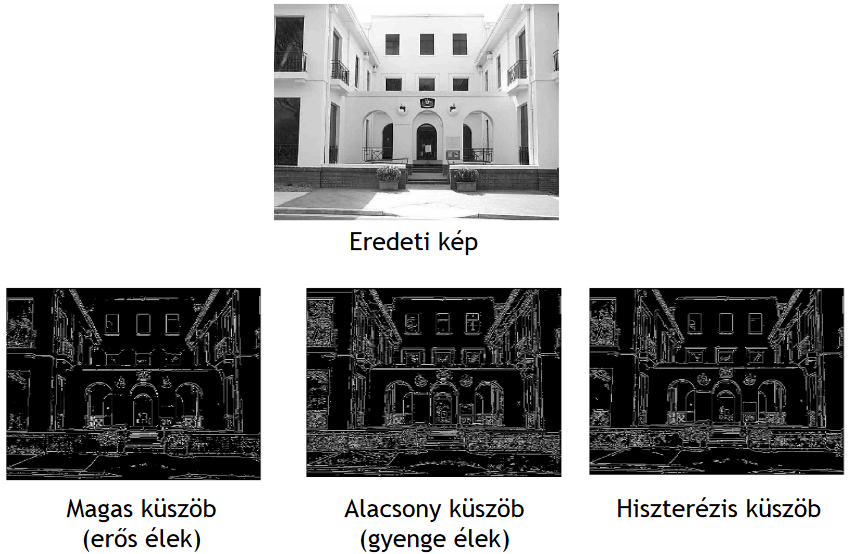 Eredeti kép
Magas küszöb
(erős élek)
Alacsony küszöb
(gyenge élek)
Hiszterézis küszöb